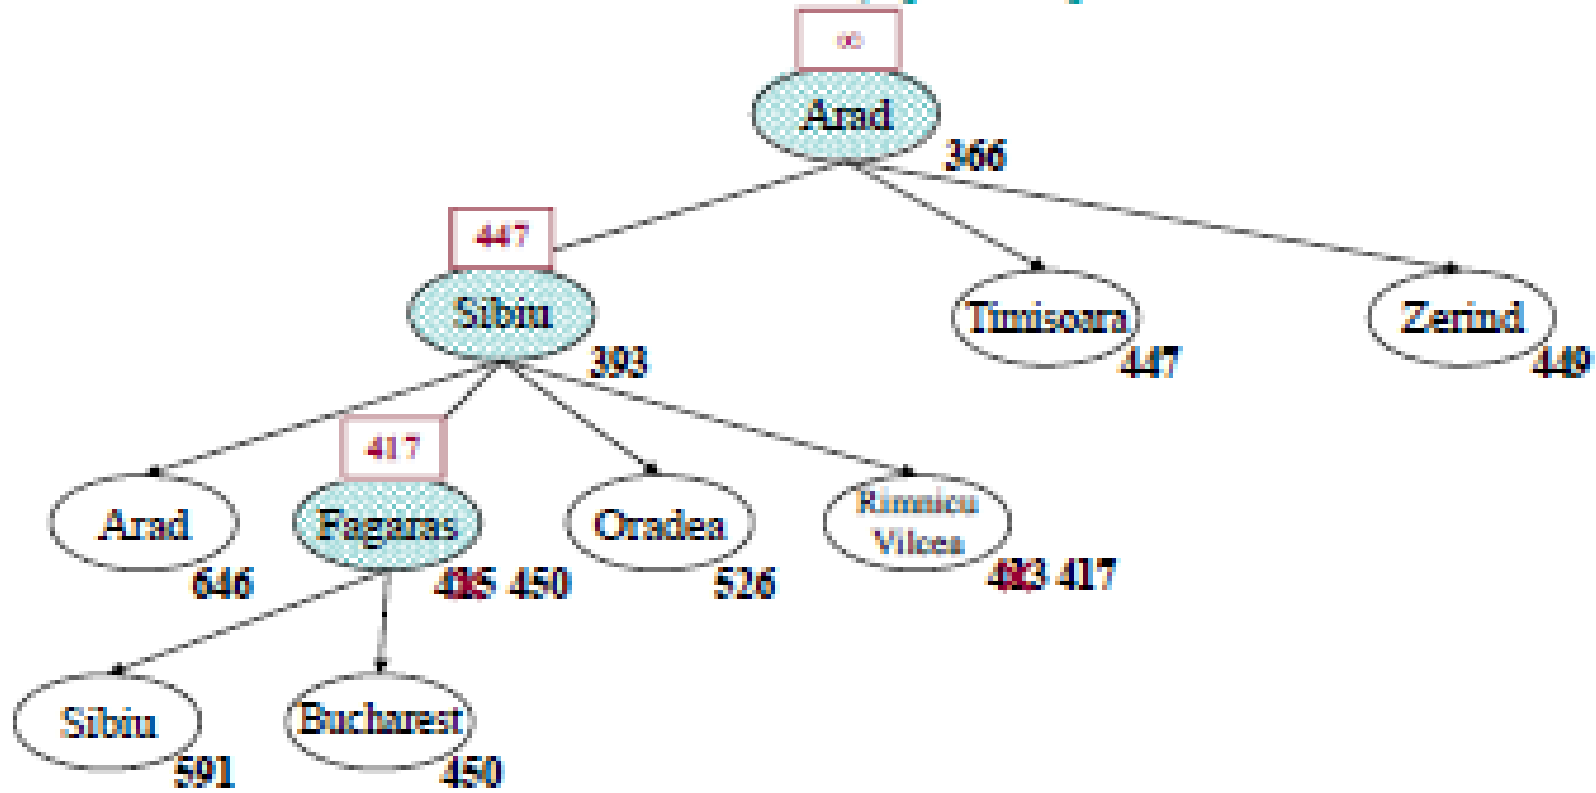 ∞
Arad
366
447
Sibiu
393
Timisoara
447
Zerind
449
Arad
646
417
Fagaras
450
Oradea
526
Rimnicu
Vilcea
417
Sibiu
591
Bucharest
450